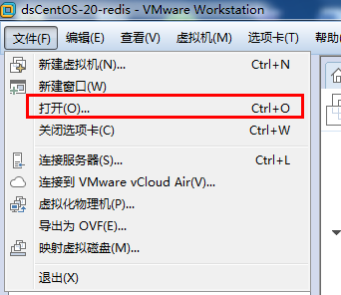 dsCentOS-20-redis - VMware Workstation
文件(F) 编辑(E) 查看(V) 虚拟机(M) 选项卡(T) 帮助(
新建虚拟机(N)... Ctrl+N
新建窗口(W)
打开(O)... Ctrl+O
关闭选项卡(C) Ctrl+W
连接服务器(S)... Ctrl+L
连接到 VMware vCloud Air(V)...
虚拟化物理机(P)...
导出为 OVF(E)...
映射虚拟磁盘(M)...
退出(X)